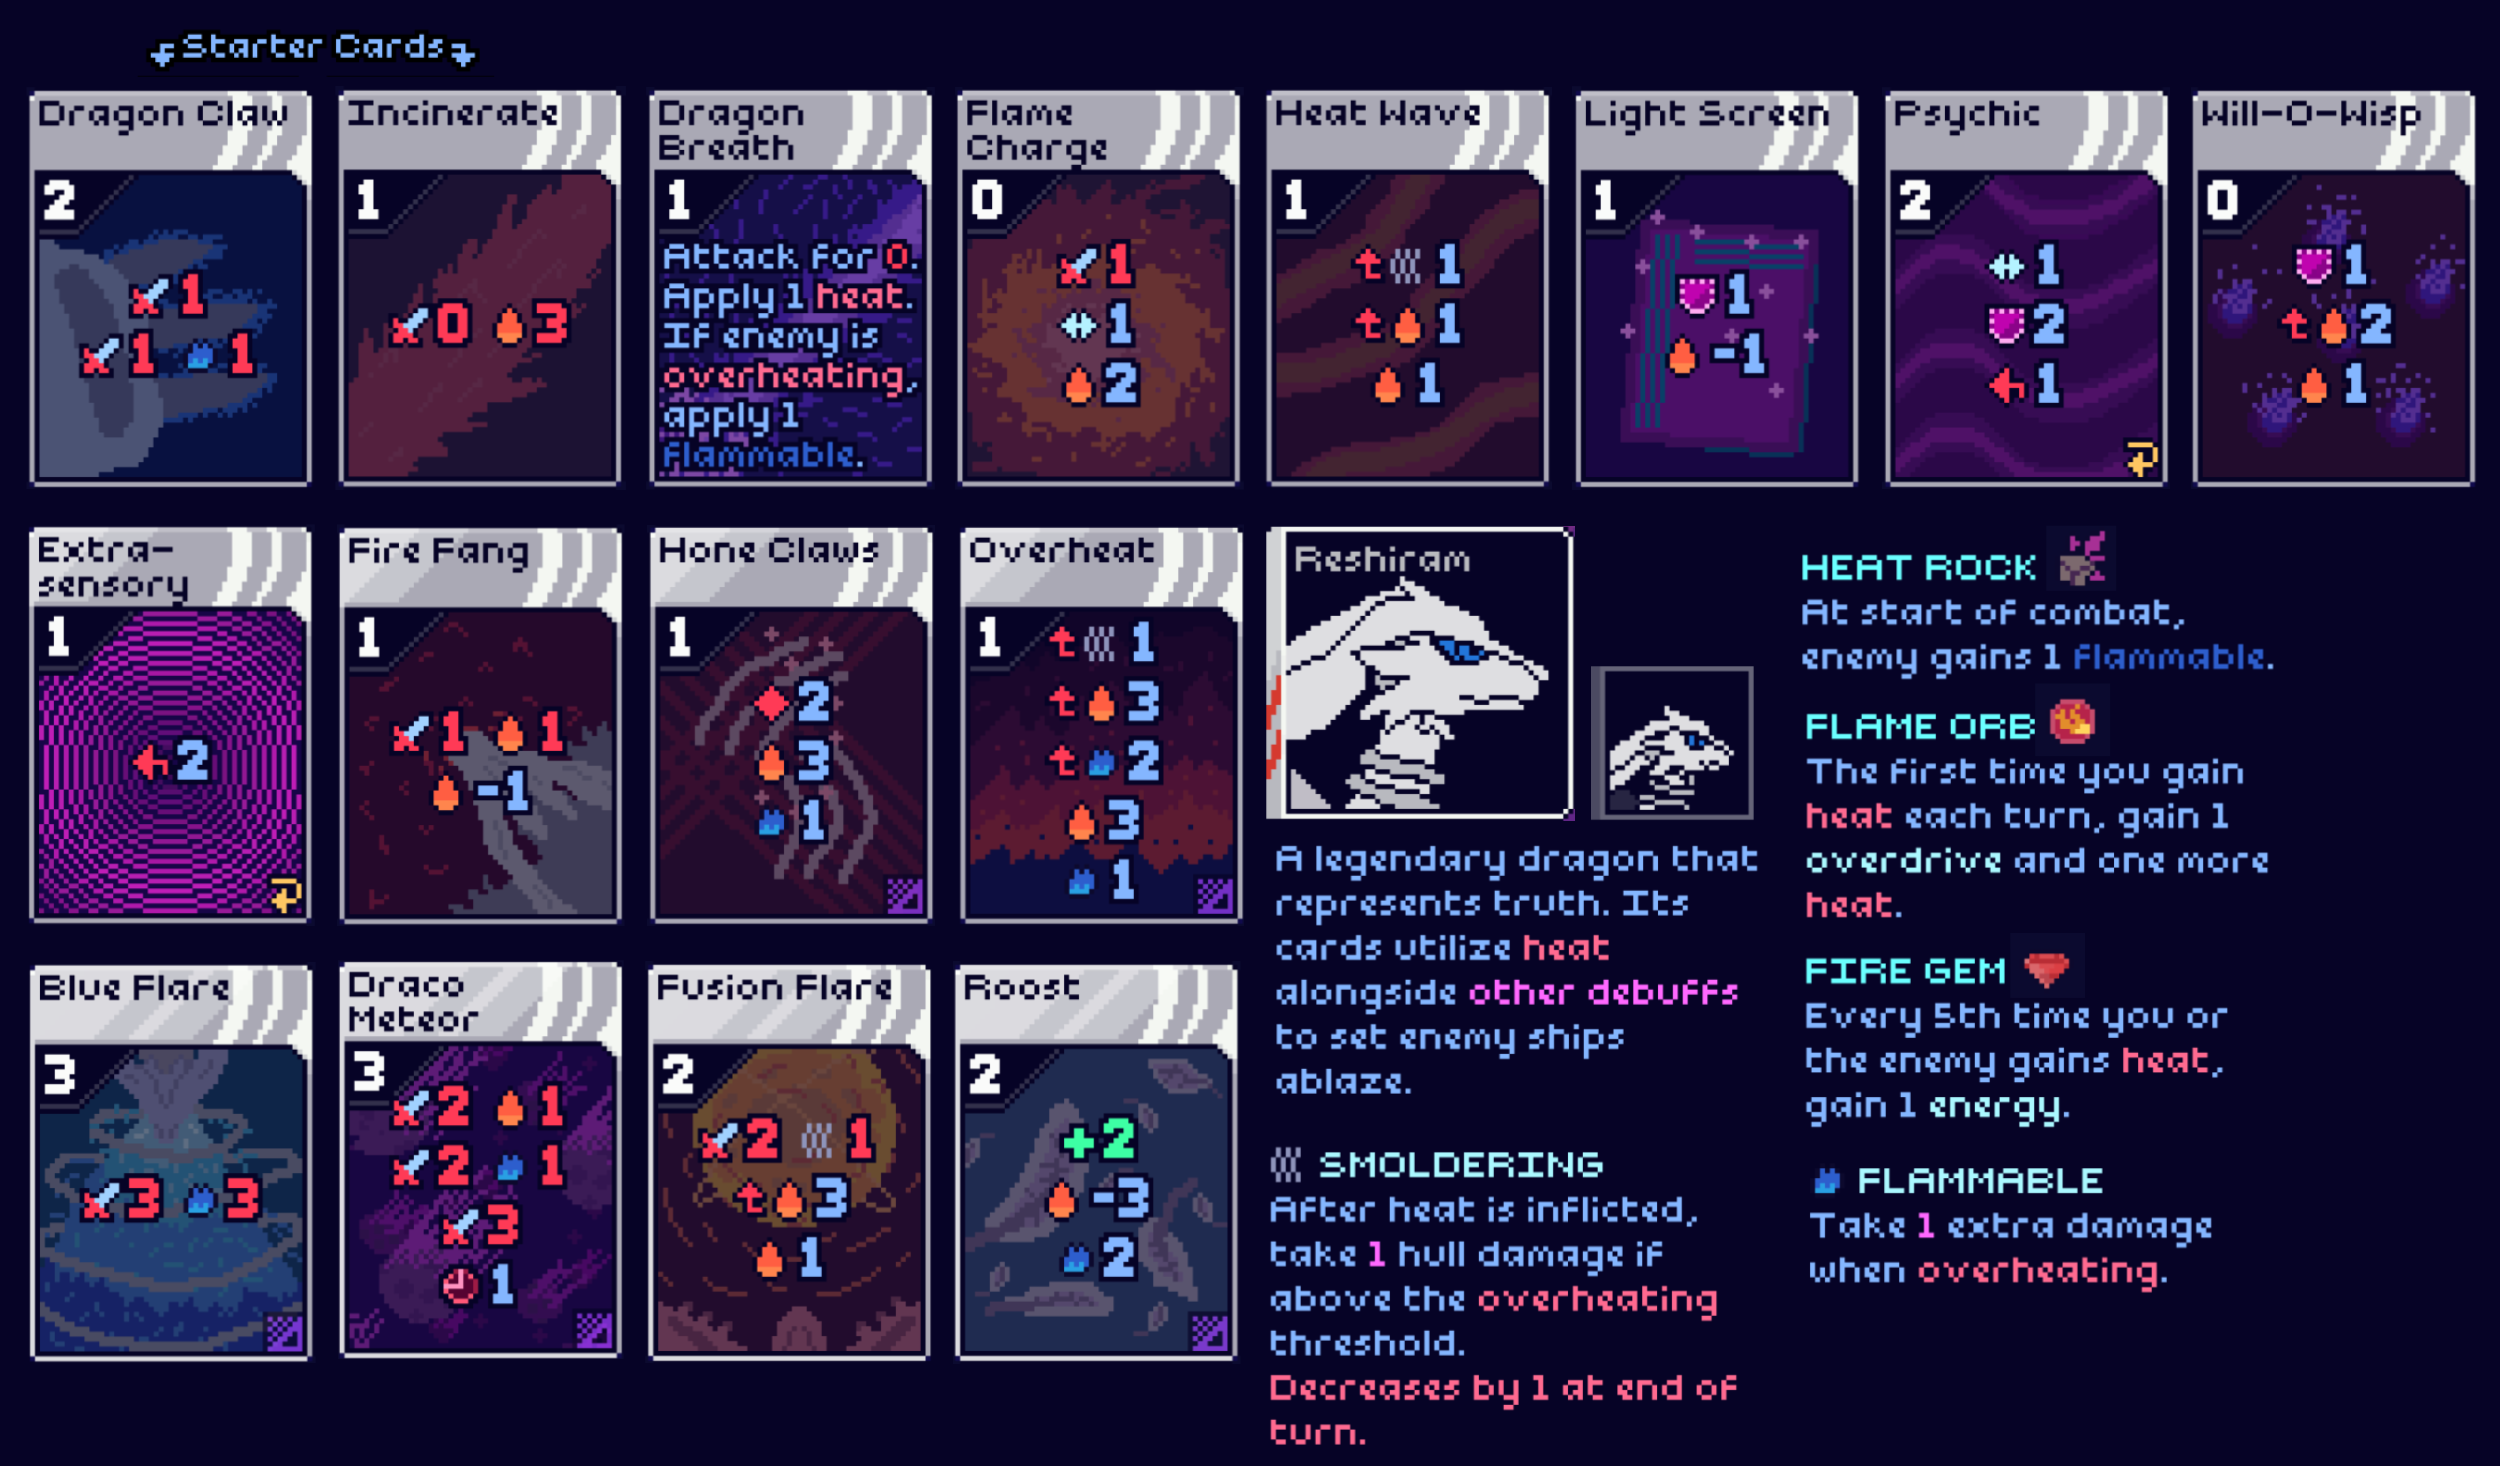 Starter Cards
Dragon Claw
2
1
1 1
Incinerate
1
0 3
Dragon
Breath
1
Attack for 0.
Apply 1 heat.
If enemy is
overheating,
apply 1
flammable.
Flame
Charge
0
1
1
2
Heat Wave
1
1
1
1
Light Screen
1
1
-1
Psychic
2
1
2
1
Will-O-Wisp
0
1
2
1
Extra-
sensory
1
2
Fire Fang
1
1 1
-1
Hone Claws
1
2
3
1
Overheat
1
1
3
2
3
1
Blue Flare
3
3 3
Draco
Meteor
3
2 1
2 1
3
1
Fusion Flare
2
2 1
3
1
Roost
2
+2
-3
2
Reshiram
A legendary dragon that
represents truth. Its
cards utilize heat
alongside other debuffs
to set enemy ships
ablaze.
SMOLDERING
After heat is inflicted,
take 1 hull damage if
above the overheating
threshold.
Decreases by 1 at end of
turn.
HEAT ROCK
At start of combat,
enemy gains 1 flammable.
FLAME ORB
The first time you gain
heat each turn, gain 1
overdrive and one more
heat.
FIRE GEM
Every 5th time you or
the enemy gains heat,
gain 1 energy.
FLAMMABLE
Take 1 extra damage
when overheating.